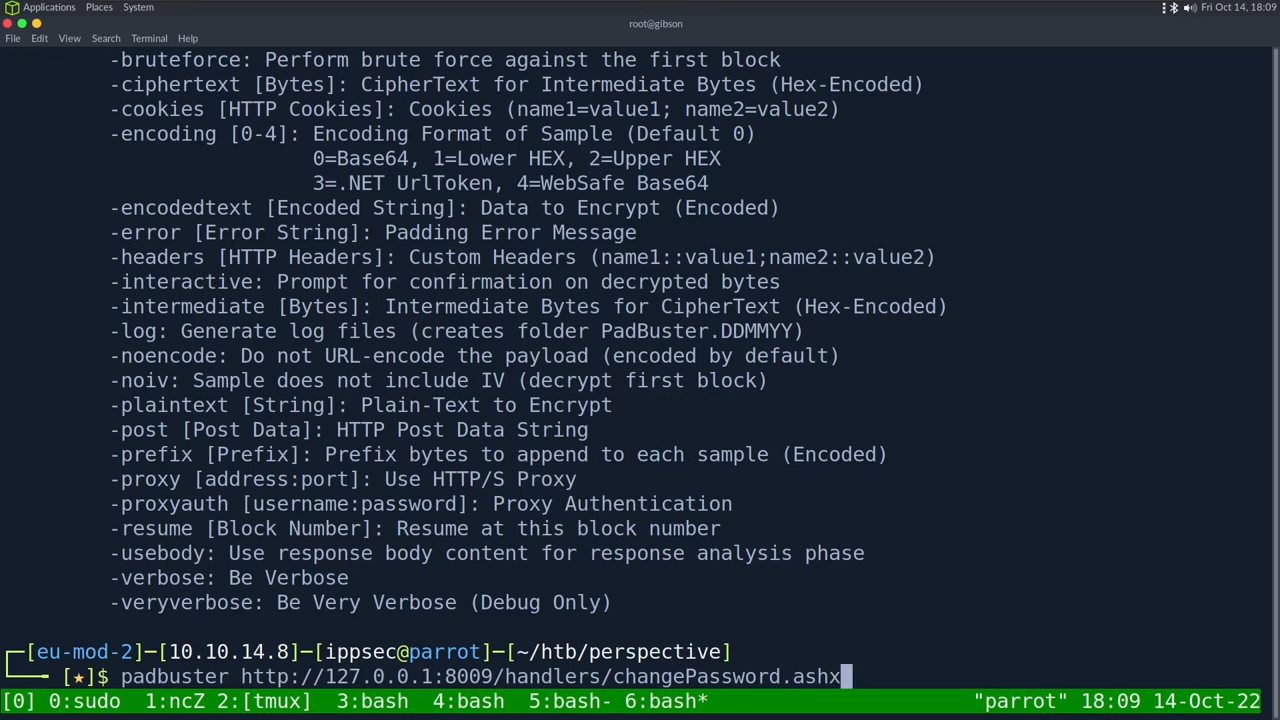 Applications Places System Fri Oct 14, 18:09
root@gibson
File Edit View Search Terminal Help
-bruteforce: Perform brute force against the first block
-ciphertext [Bytes]: CipherText for Intermediate Bytes (Hex-Encoded)
-cookies [HTTP Cookies]: Cookies (name1=value1; name2=value2)
-encoding [0-4]: Encoding Format of Sample (Default 0)
0=Base64, 1=Lower HEX, 2=Upper HEX
3=.NET UrlToken, 4=WebSafe Base64
-encodedtext [Encoded String]: Data to Encrypt (Encoded)
-error [Error String]: Padding Error Message
-headers [HTTP Headers]: Custom Headers (name1::value1;name2::value2)
-interactive: Prompt for confirmation on decrypted bytes
-intermediate [Bytes]: Intermediate Bytes for CipherText (Hex-Encoded)
-log: Generate log files (creates folder PadBuster.DDMMYY)
-noencode: Do not URL-encode the payload (encoded by default)
-noiv: Sample does not include IV (decrypt first block)
-plaintext [String]: Plain-Text to Encrypt
-post [Post Data]: HTTP Post Data String
-prefix [Prefix]: Prefix bytes to append to each sample (Encoded)
-proxy [address:port]: Use HTTP/S Proxy
-proxyauth [username:password]: Proxy Authentication
-resume [Block Number]: Resume at this block number
-usebody: Use response body content for response analysis phase
-verbose: Be Verbose
-veryverbose: Be Very Verbose (Debug Only)
┌─[eu-mod-2]─[10.10.14.8]─[ippsec@parrot]─[~/htb/perspective]
└──╼ [★]$ padbuster http://127.0.0.1:8009/handlers/changePassword.ashx
[0] 0:sudo 1:ncZ 2:[tmux] 3:bash 4:bash 5:bash- 6:bash* "parrot" 18:09 14-Oct-22